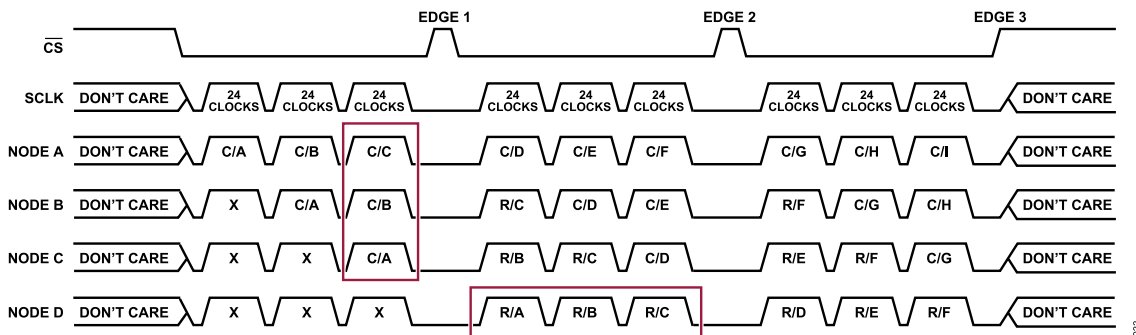 EDGE 1 EDGE 2 EDGE 3
CS
SCLK DON'T CARE 24 CLOCKS 24 CLOCKS 24 CLOCKS 24 CLOCKS 24 CLOCKS 24 CLOCKS 24 CLOCKS 24 CLOCKS 24 CLOCKS DON'T CARE
NODE A DON'T CARE C/A C/B C/C C/D C/E C/F C/G C/H C/I DON'T CARE
NODE B DON'T CARE X C/A C/B R/C C/D C/E R/F C/G C/H DON'T CARE
NODE C DON'T CARE X X C/A R/B R/C C/D R/E R/F C/G DON'T CARE
NODE D DON'T CARE X X X R/A R/B R/C R/D R/E R/F DON'T CARE